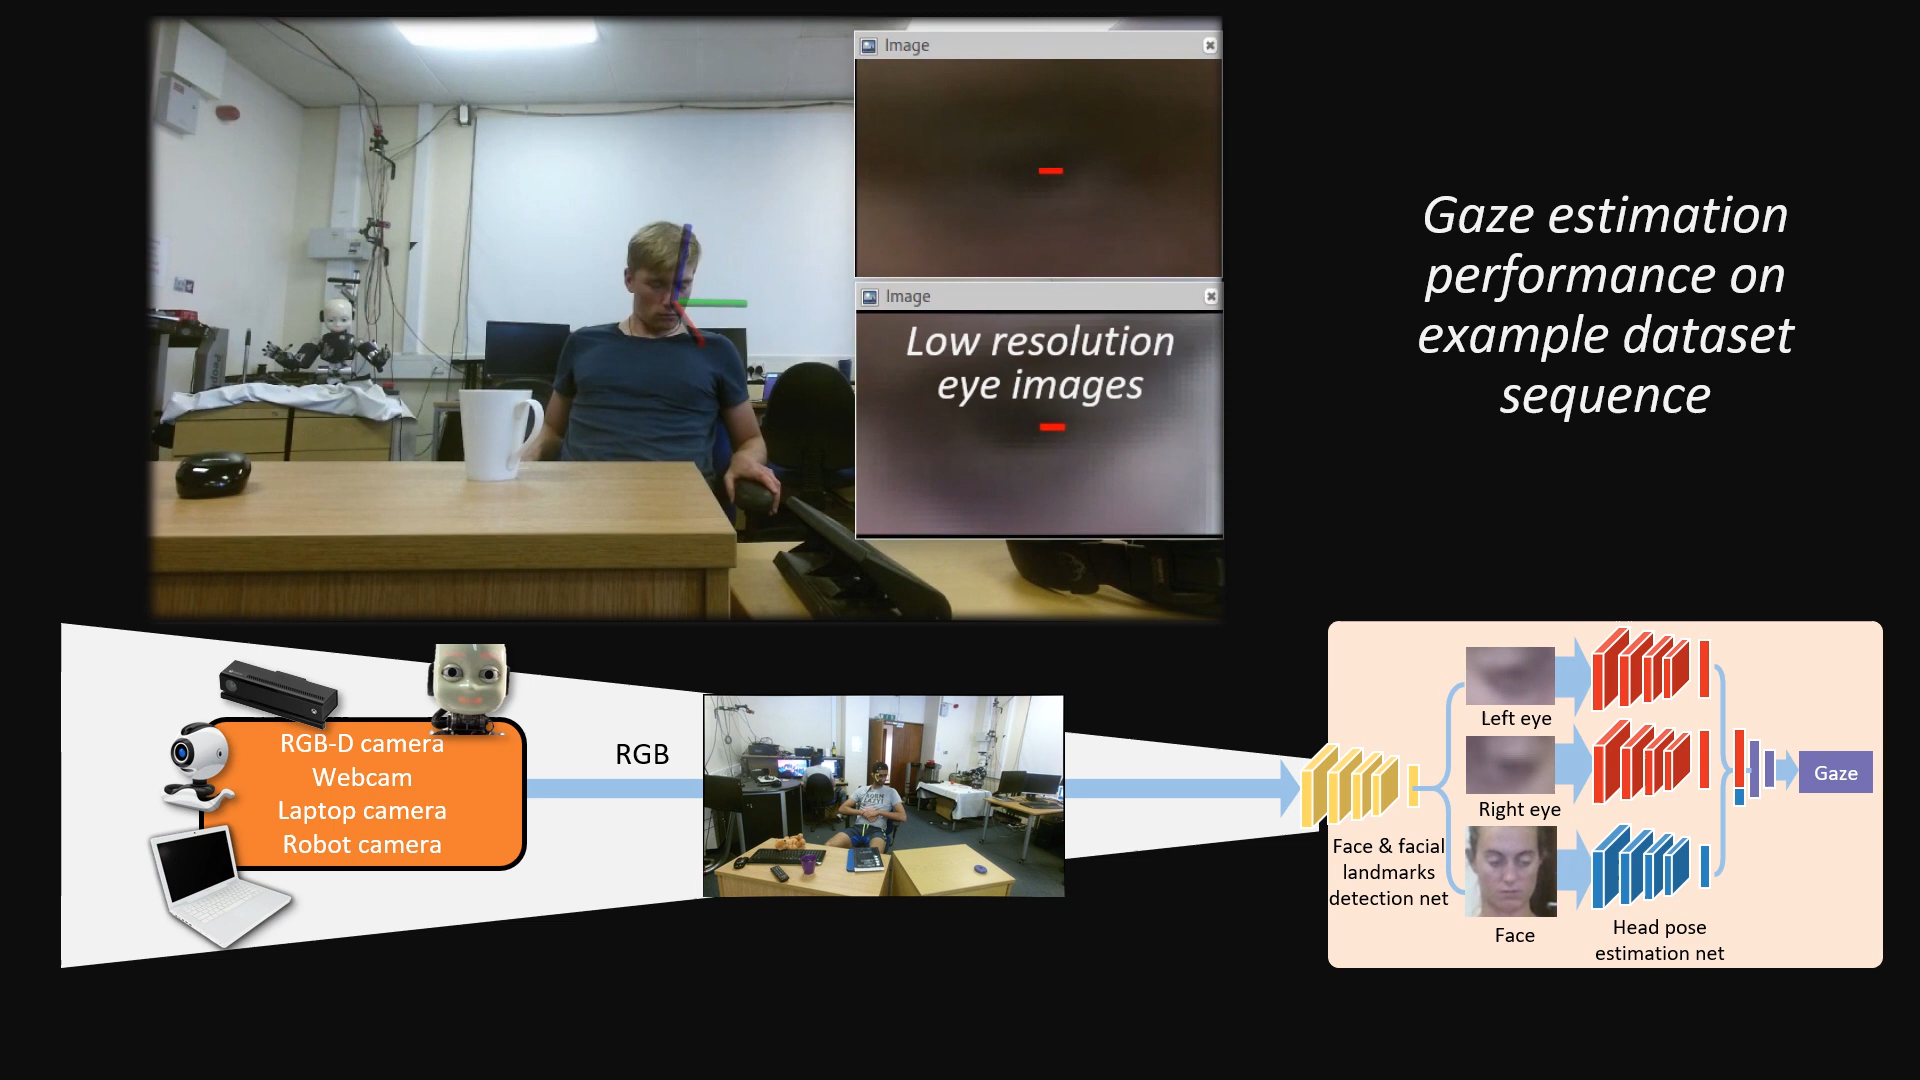 Image
Image
Low resolution
eye images
Gaze estimation
performance on
example dataset
sequence
RGB-D camera
Webcam
Laptop camera
Robot camera
RGB
Left eye
Right eye
Face
Face & facial
landmarks
detection net
Head pose
estimation net
Gaze